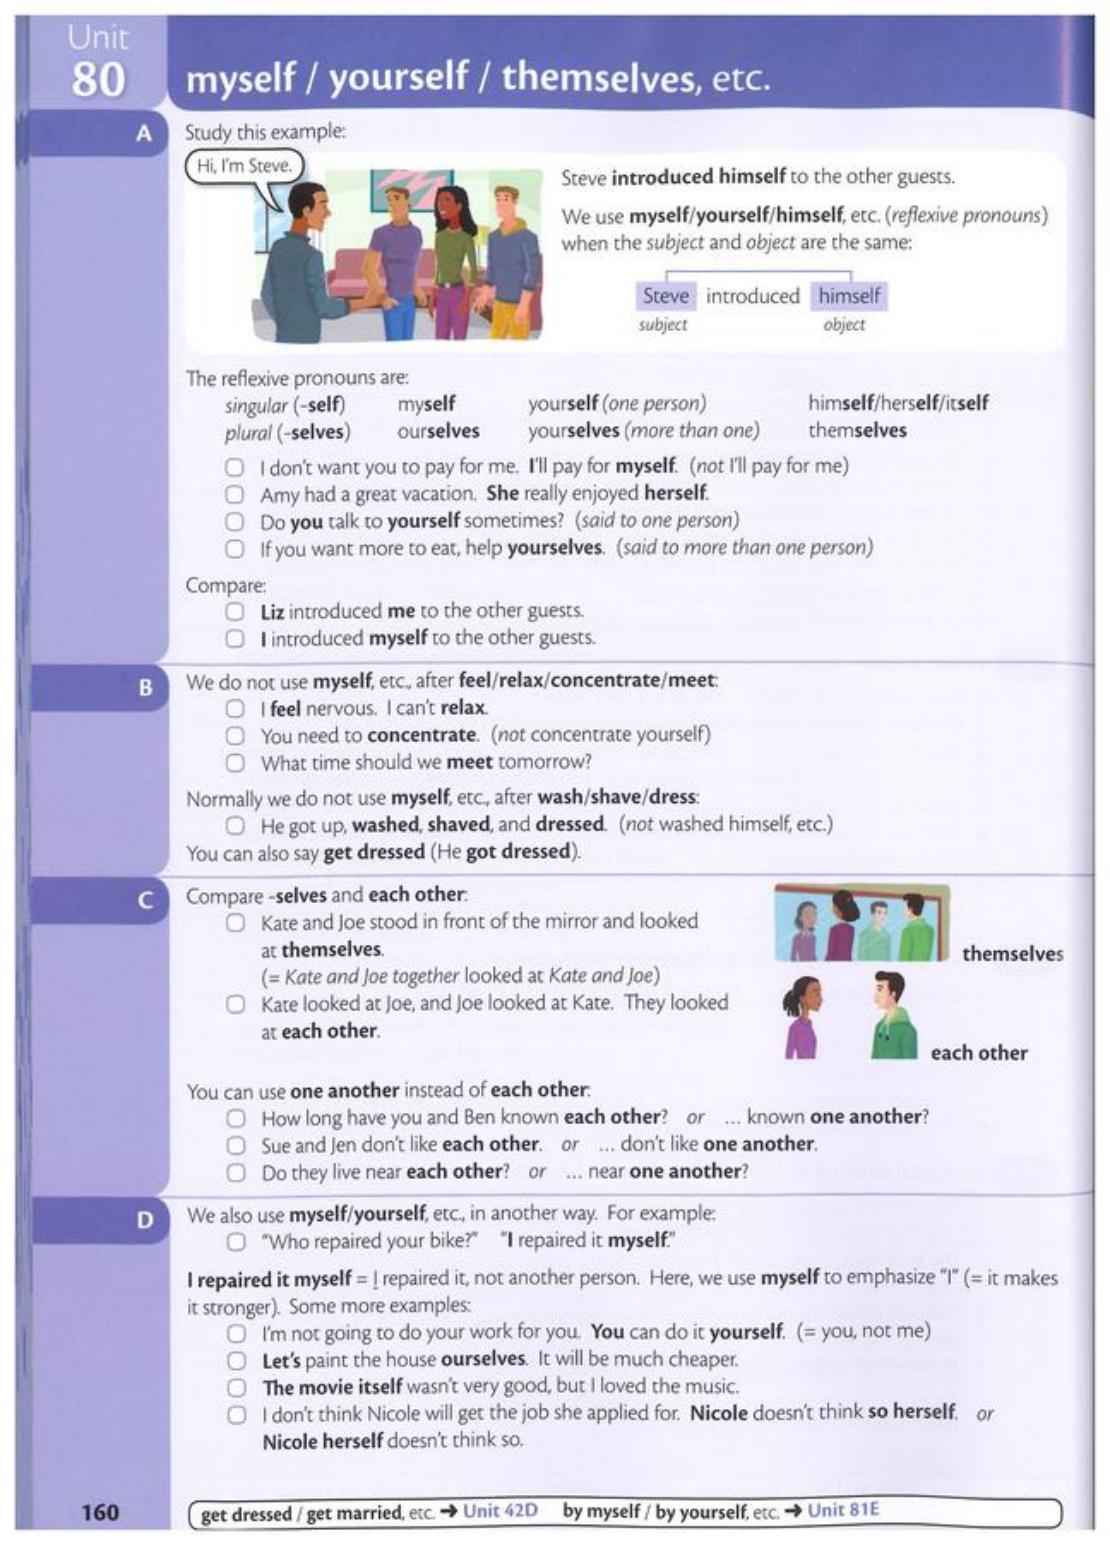 Unit
80
myself / yourself / themselves, etc.
A
Study this example:
Hi, I'm Steve.
Steve introduced himself to the other guests.
We use myself/yourself/himself, etc. (reflexive pronouns)
when the subject and object are the same:
Steve introduced himself
subject object
The reflexive pronouns are:
singular (-self) myself yourself (one person) himself/herself/itself
plural (-selves) ourselves yourselves (more than one) themselves
I don't want you to pay for me. I'll pay for myself. (not I'll pay for me)
Amy had a great vacation. She really enjoyed herself.
Do you talk to yourself sometimes? (said to one person)
If you want more to eat, help yourselves. (said to more than one person)
Compare:
Liz introduced me to the other guests.
I introduced myself to the other guests.
B
We do not use myself, etc., after feel/relax/concentrate/meet:
I feel nervous. I can't relax.
You need to concentrate. (not concentrate yourself)
What time should we meet tomorrow?
Normally we do not use myself, etc., after wash/shave/dress:
He got up, washed, shaved, and dressed. (not washed himself, etc.)
You can also say get dressed (He got dressed).
C
Compare -selves and each other:
Kate and Joe stood in front of the mirror and looked
at themselves.
(= Kate and Joe together looked at Kate and Joe)
Kate looked at Joe, and Joe looked at Kate. They looked
at each other.
themselves
each other
You can use one another instead of each other:
How long have you and Ben known each other? or ... known one another?
Sue and Jen don't like each other. or ... don't like one another.
Do they live near each other? or ... near one another?
D
We also use myself/yourself, etc., in another way. For example:
"Who repaired your bike?" "I repaired it myself."
I repaired it myself = I repaired it, not another person. Here, we use myself to emphasize "I" (= it makes
it stronger). Some more examples:
I'm not going to do your work for you. You can do it yourself. (= you, not me)
Let's paint the house ourselves. It will be much cheaper.
The movie itself wasn't very good, but I loved the music.
I don't think Nicole will get the job she applied for. Nicole doesn't think so herself. or
Nicole herself doesn't think so.
160
get dressed / get married, etc. ➜ Unit 42D by myself / by yourself, etc. ➜ Unit 81E